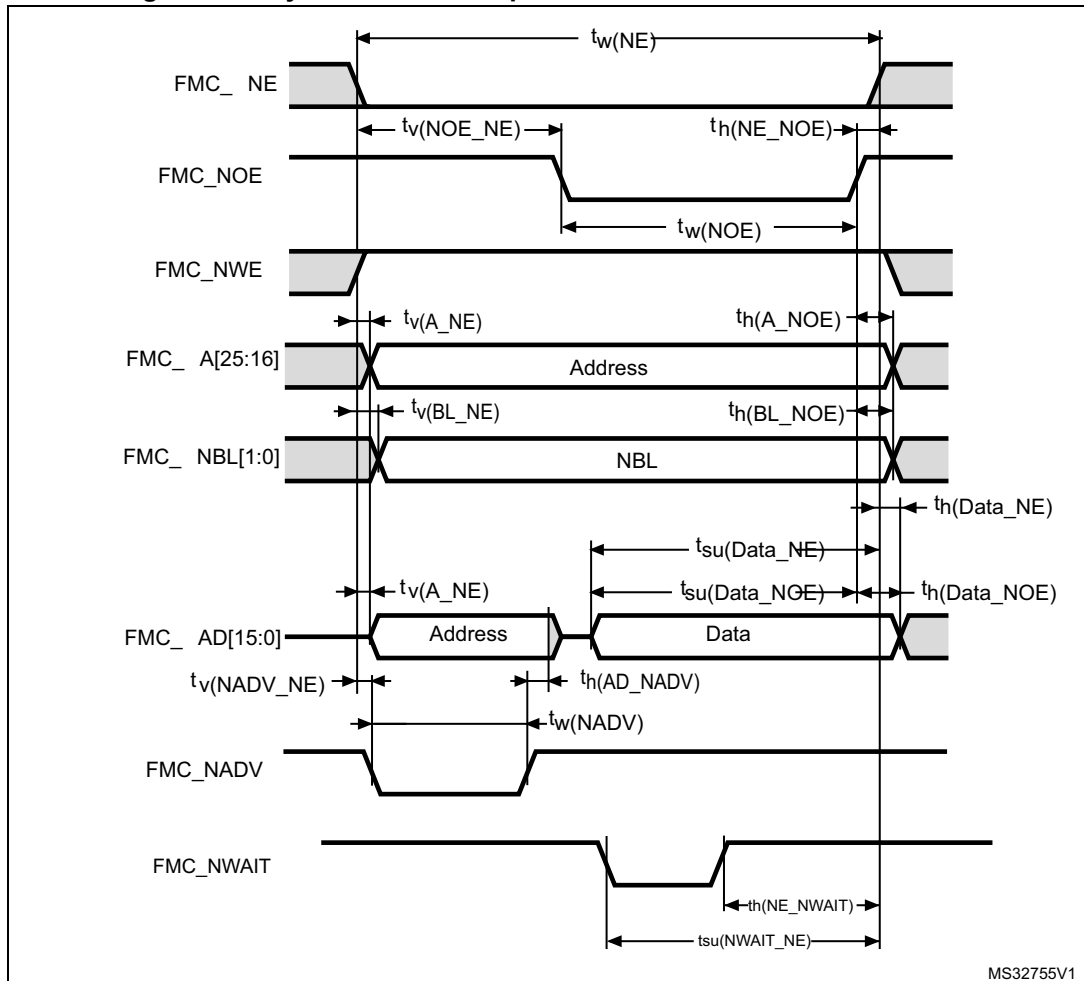 tw(NE)
FMC_ NE
tv(NOE_NE)
th(NE_NOE)
FMC_NOE
tw(NOE)
FMC_NWE
tv(A_NE)
th(A_NOE)
FMC_ A[25:16]
Address
tv(BL_NE)
th(BL_NOE)
FMC_ NBL[1:0]
NBL
th(Data_NE)
tsu(Data_NE)
tv(A_NE)
tsu(Data_NOE)
th(Data_NOE)
FMC_ AD[15:0]
Address
Data
tv(NADV_NE)
th(AD_NADV)
tw(NADV)
FMC_NADV
FMC_NWAIT
th(NE_NWAIT)
tsu(NWAIT_NE)
MS32755V1